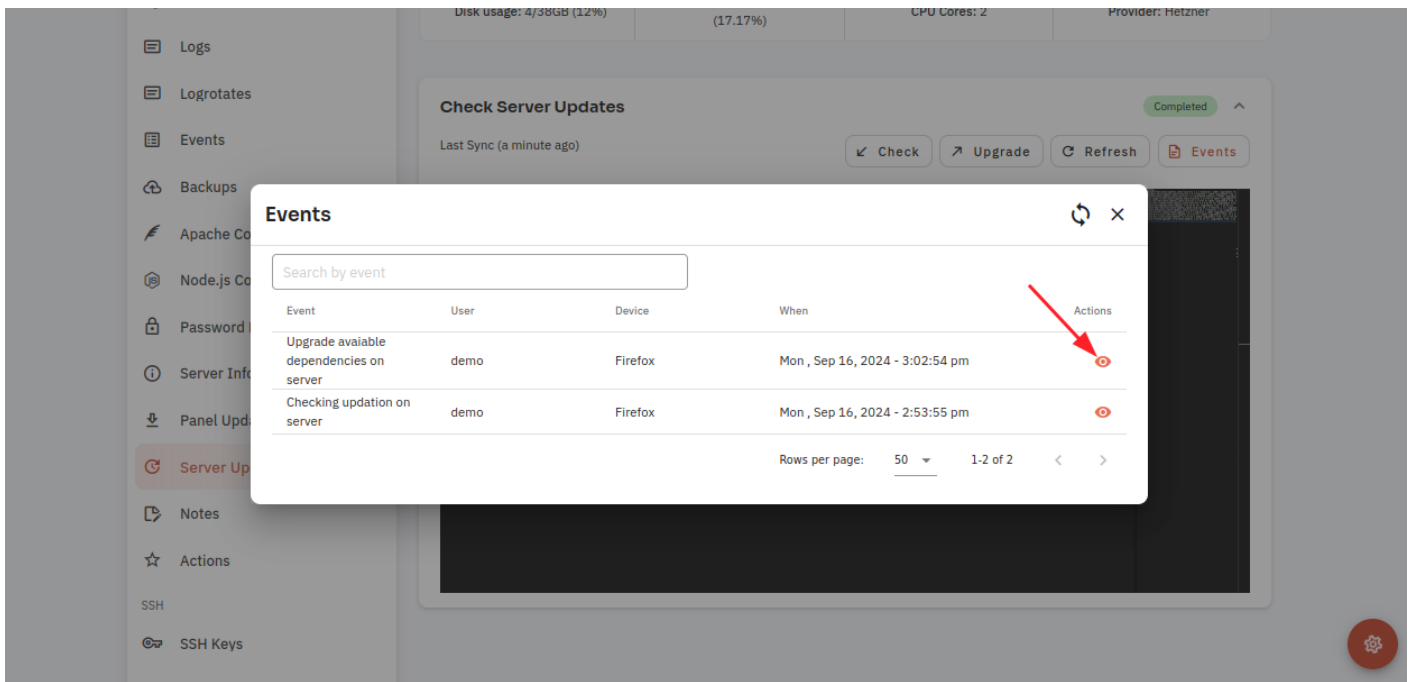 Disk usage: 4/38GB (12%)
(17.17%)
CPU Cores: 2
Provider: Hetzner
Logs
Logrotates
Events
Backups
Apache Co
Node.js Co
Password
Server Info
Panel Upd
Server Up
Notes
Actions
SSH
SSH Keys
Check Server Updates
Completed
Last Sync (a minute ago)
Check
Upgrade
Refresh
Events
Events
Search by event
Event User Device When Actions
Upgrade avaiable
dependencies on
server
demo Firefox Mon , Sep 16, 2024 - 3:02:54 pm
Checking updation on
server
demo Firefox Mon , Sep 16, 2024 - 2:53:55 pm
Rows per page: 50 1-2 of 2